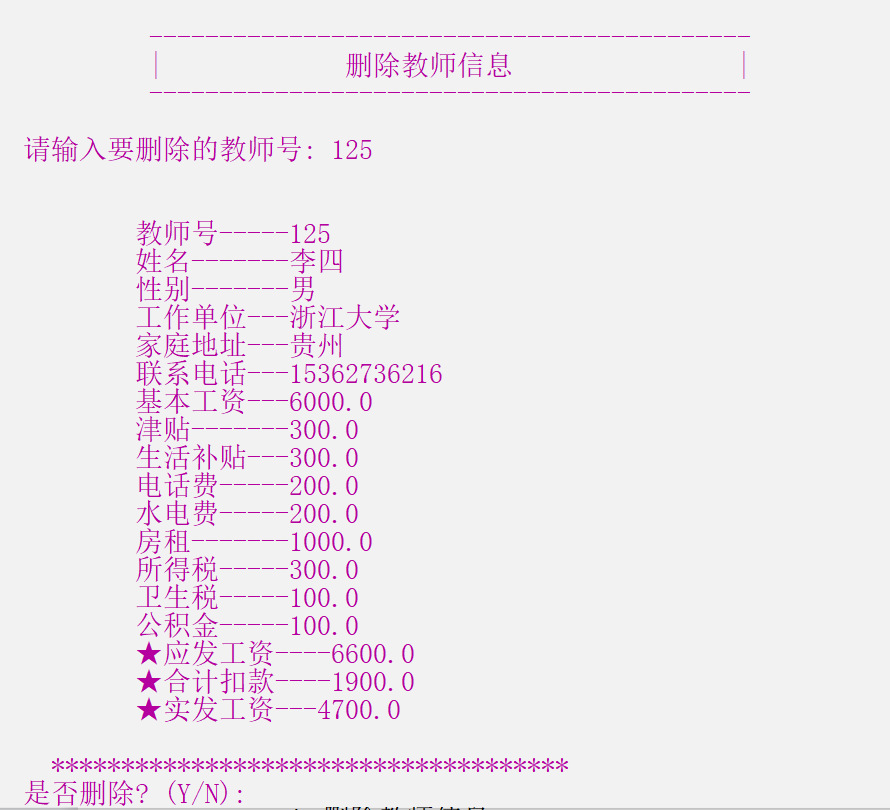 -------------------------------------------
|             删除教师信息                |
-------------------------------------------
请输入要删除的教师号: 125
教师号-----125
姓名-------李四
性别-------男
工作单位---浙江大学
家庭地址---贵州
联系电话---15362736216
基本工资---6000.0
津贴-------300.0
生活补贴---300.0
电话费-----200.0
水电费-----200.0
房租-------1000.0
所得税-----300.0
卫生税-----100.0
公积金-----100.0
★应发工资----6600.0
★合计扣款----1900.0
★实发工资---4700.0
*************************************
是否删除? (Y/N):